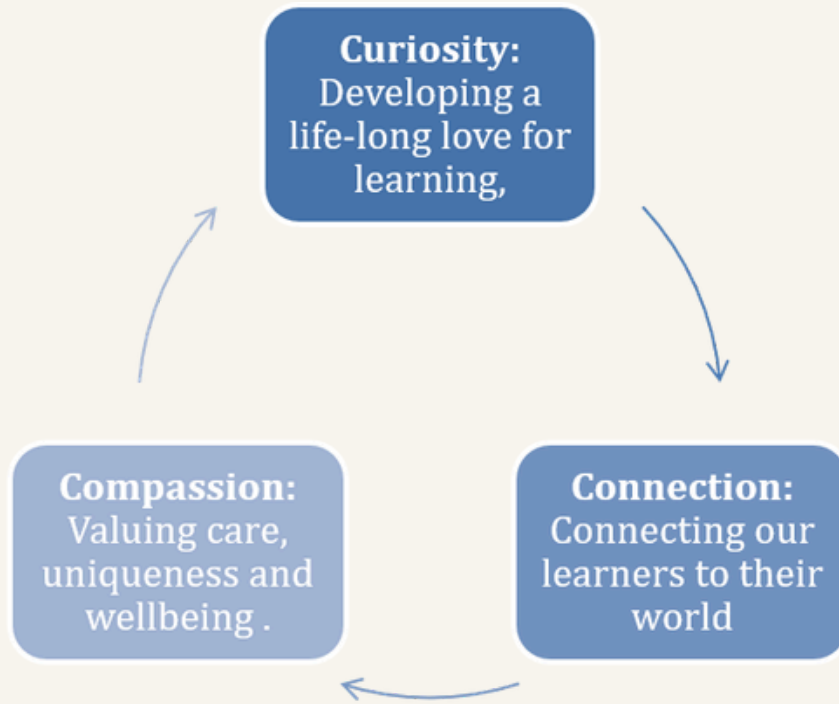 Curiosity:
Developing a
life-long love for
learning,
Connection:
Connecting our
learners to their
world
Compassion:
Valuing care,
uniqueness and
wellbeing .